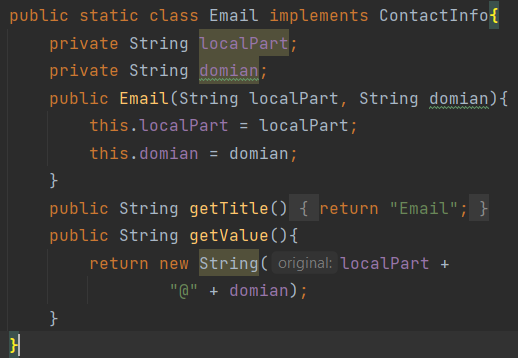 public static class Email implements ContactInfo{
    private String localPart;
    private String domian;
    public Email(String localPart, String domian){
        this.localPart = localPart;
        this.domian = domian;
    }
    public String getTitle() { return "Email"; }
    public String getValue(){
        return new String( original: localPart +
                "@" + domian);
    }
}